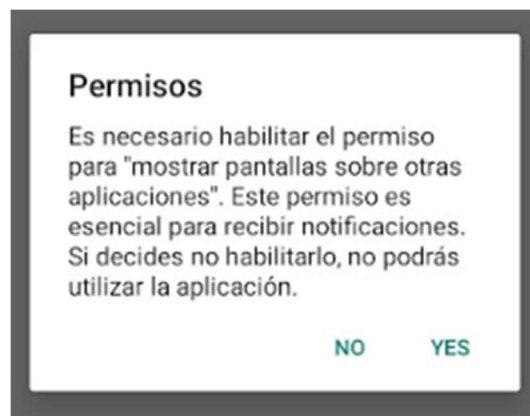 Permisos
Es necesario habilitar el permiso
para "mostrar pantallas sobre otras
aplicaciones". Este permiso es
esencial para recibir notificaciones.
Si decides no habilitarlo, no podrás
utilizar la aplicación.
NO YES